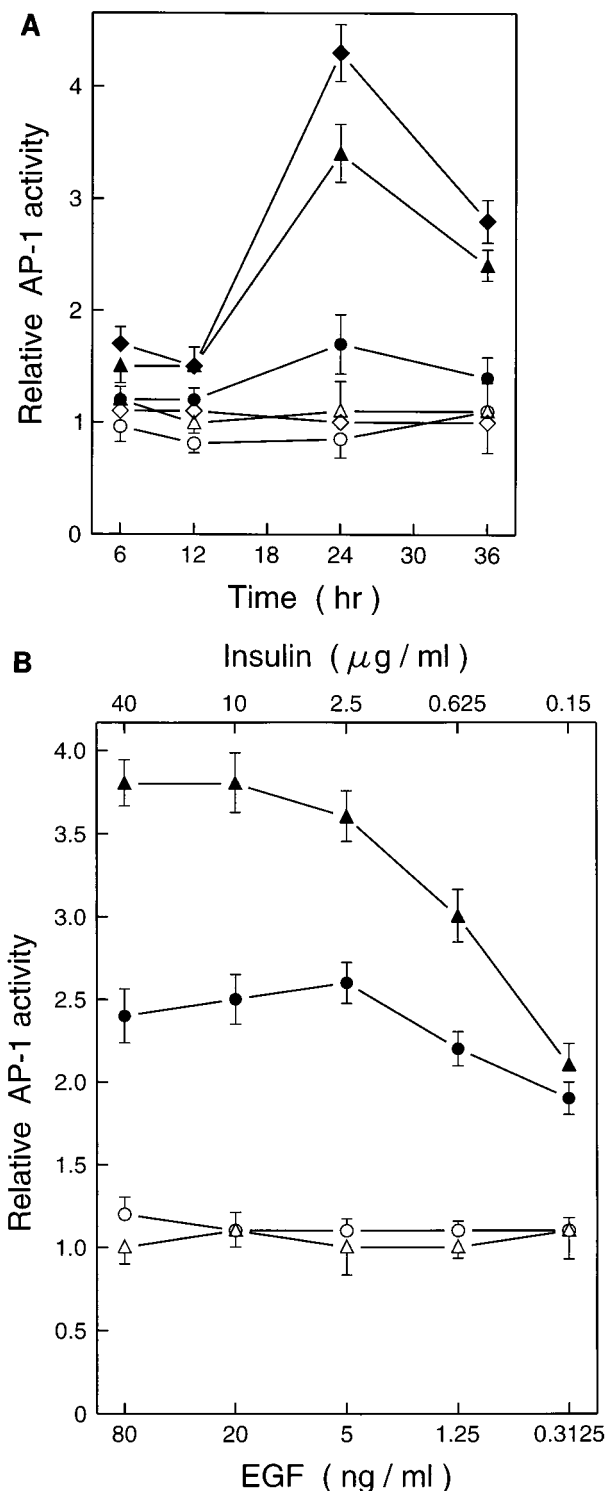 A
Relative AP-1 activity
4
3
2
1
0
6 12 18 24 30 36
Time ( hr )
B
Insulin ( μg / ml )
40 10 2.5 0.625 0.15
Relative AP-1 activity
4.0
3.5
3.0
2.5
2.0
1.5
1.0
0.5
0
80 20 5 1.25 0.3125
EGF ( ng / ml )